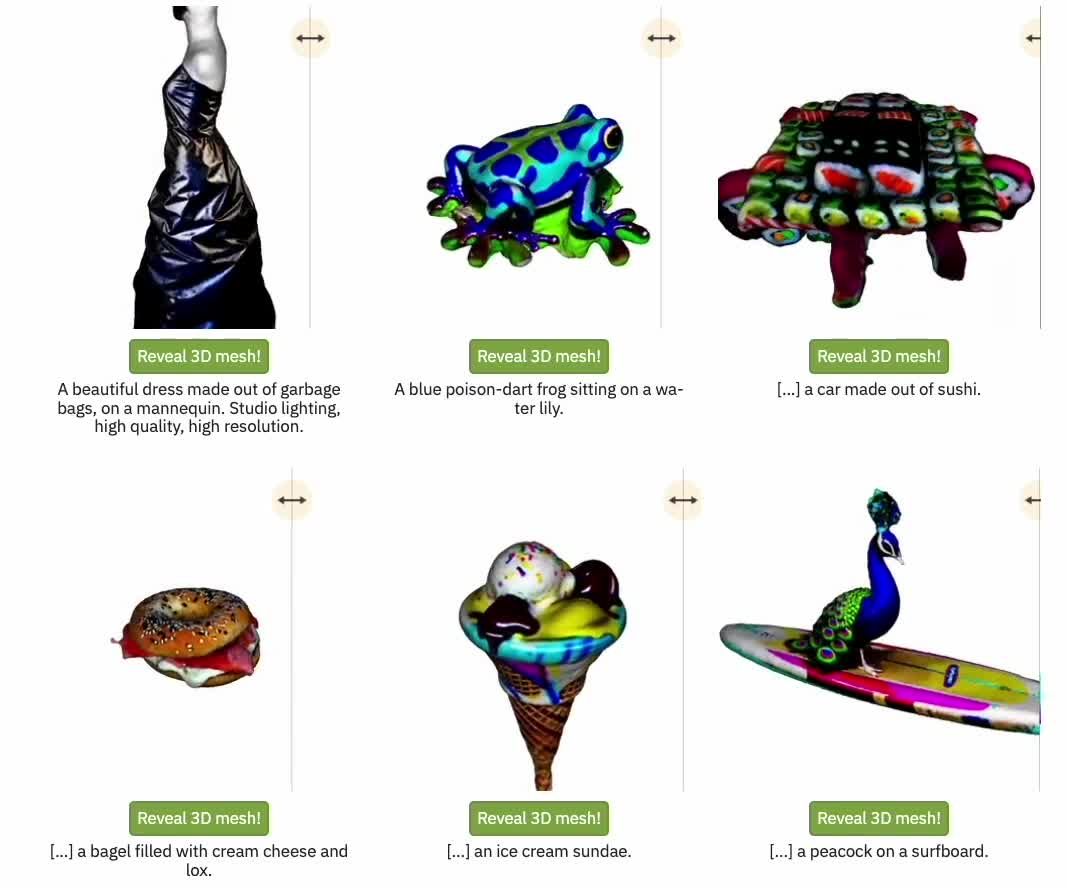 Reveal 3D mesh!
A beautiful dress made out of garbage
bags, on a mannequin. Studio lighting,
high quality, high resolution.
Reveal 3D mesh!
A blue poison-dart frog sitting on a wa-
ter lily.
Reveal 3D mesh!
[...] a car made out of sushi.
Reveal 3D mesh!
[...] a bagel filled with cream cheese and
lox.
Reveal 3D mesh!
[...] an ice cream sundae.
Reveal 3D mesh!
[...] a peacock on a surfboard.